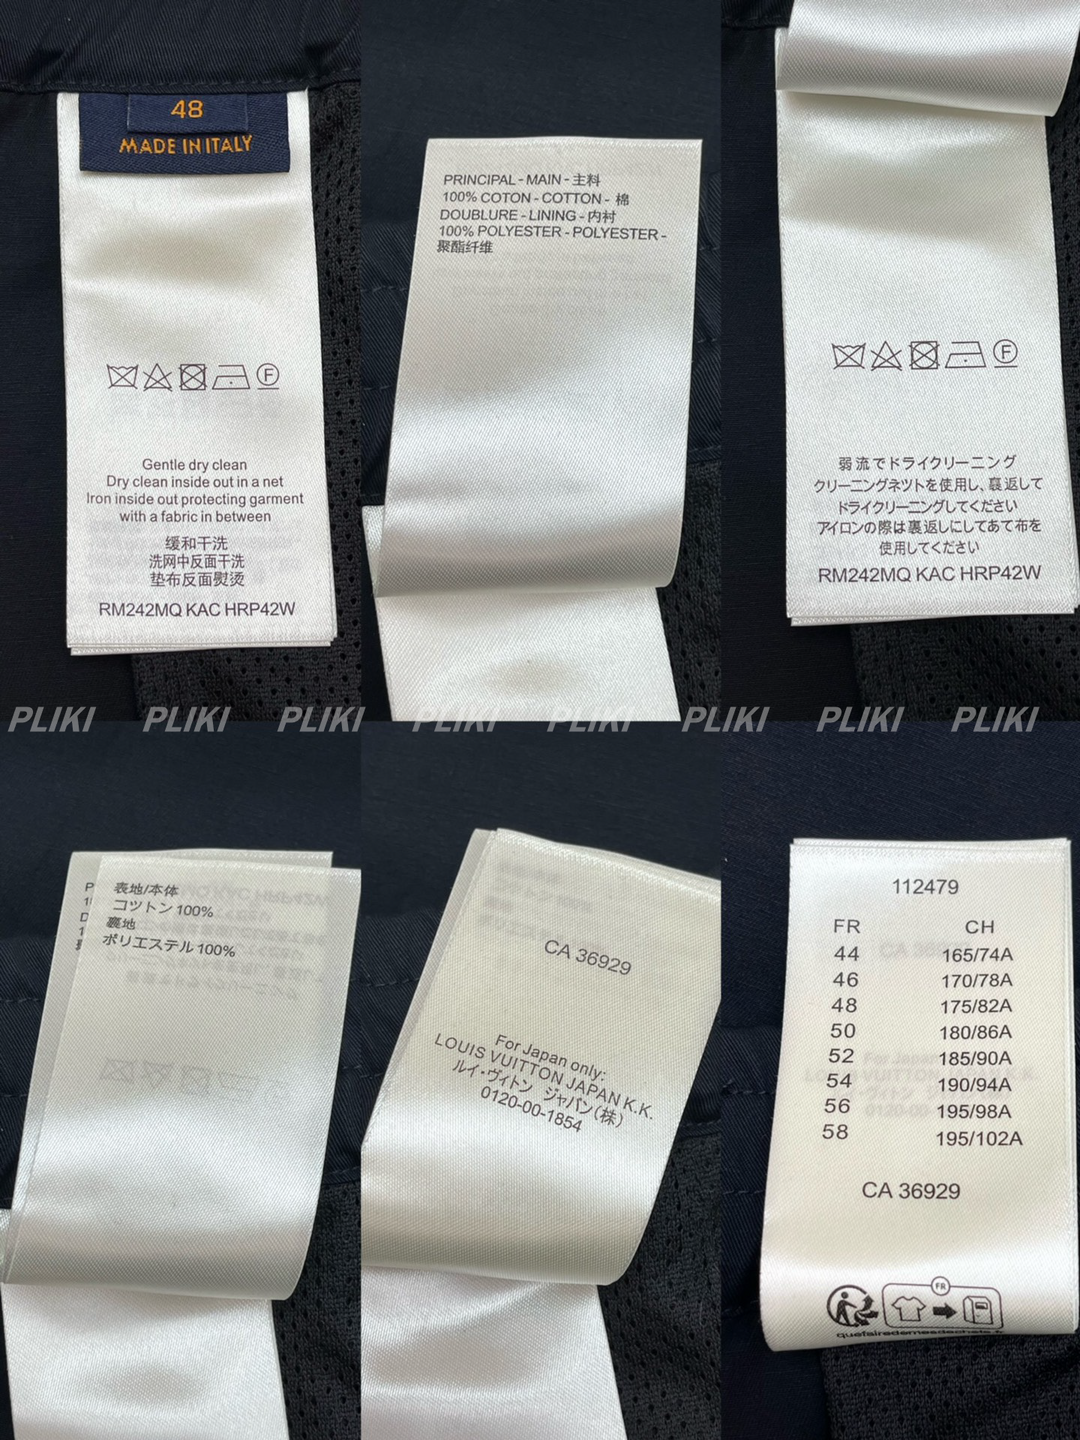 48
MADE IN ITALY
Gentle dry clean
Dry clean inside out in a net
Iron inside out protecting garment
with a fabric in between
缓和干洗
洗网中反面干洗
垫布反面熨烫
RM242MQ KAC HRP42W
PRINCIPAL - MAIN - 主料
100% COTON - COTTON - 棉
DOUBLURE - LINING - 内衬
100% POLYESTER - POLYESTER -
聚酯纤维
F
F
弱流でドライクリーニング
クリーニングネツトを使用し、裏返して
ドライクリーニングしてください
アイロンの際は裏返しにしてあて布を
使用してください
RM242MQ KAC HRP42W
PLIKI PLIKI PLIKI PLIKI PLIKI PLIKI PLIKI PLIKI
表地/本体
コツトン 100%
裏地
ポリエステル 100%
CA 36929
For Japan only:
LOUIS VUITTON JAPAN K.K.
ルイ・ヴィトン ジャパン(株)
0120-00-1854
112479
FR CH
44 165/74A
46 170/78A
48 175/82A
50 180/86A
52 185/90A
54 190/94A
56 195/98A
58 195/102A
CA 36929
FR
quefairedemesdechets.fr